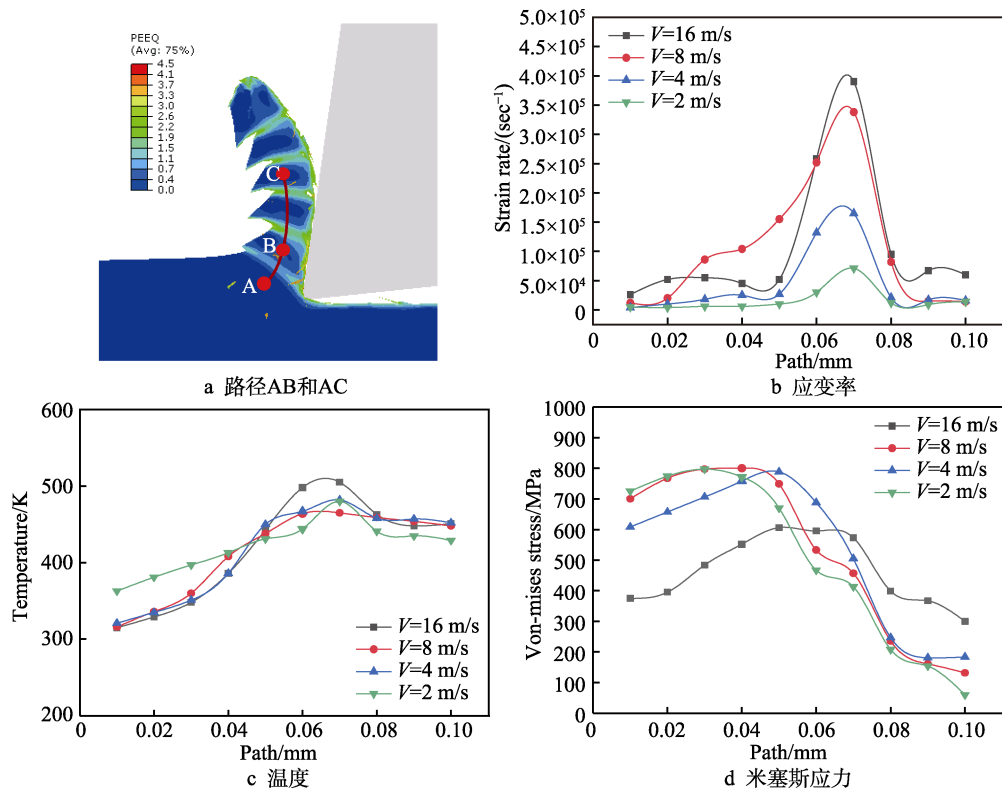 PEEQ
(Avg: 75%)
4.5
4.1
3.7
3.3
3.0
2.6
2.2
1.9
1.5
1.1
0.7
0.4
0.0
C
B
A
a 路径AB和AC
5.0×10⁵
4.5×10⁵
4.0×10⁵
3.5×10⁵
3.0×10⁵
2.5×10⁵
2.0×10⁵
1.5×10⁵
1.0×10⁵
5.0×10⁴
0
Strain rate/(sec⁻¹)
V=16 m/s
V=8 m/s
V=4 m/s
V=2 m/s
0 0.02 0.04 0.06 0.08 0.10
Path/mm
b 应变率
600
500
400
300
200
Temperature/K
V=16 m/s
V=8 m/s
V=4 m/s
V=2 m/s
0 0.02 0.04 0.06 0.08 0.10
Path/mm
c 温度
1000
900
800
700
600
500
400
300
200
100
0
Von-mises stress/MPa
V=16 m/s
V=8 m/s
V=4 m/s
V=2 m/s
0 0.02 0.04 0.06 0.08 0.10
Path/mm
d 米塞斯应力